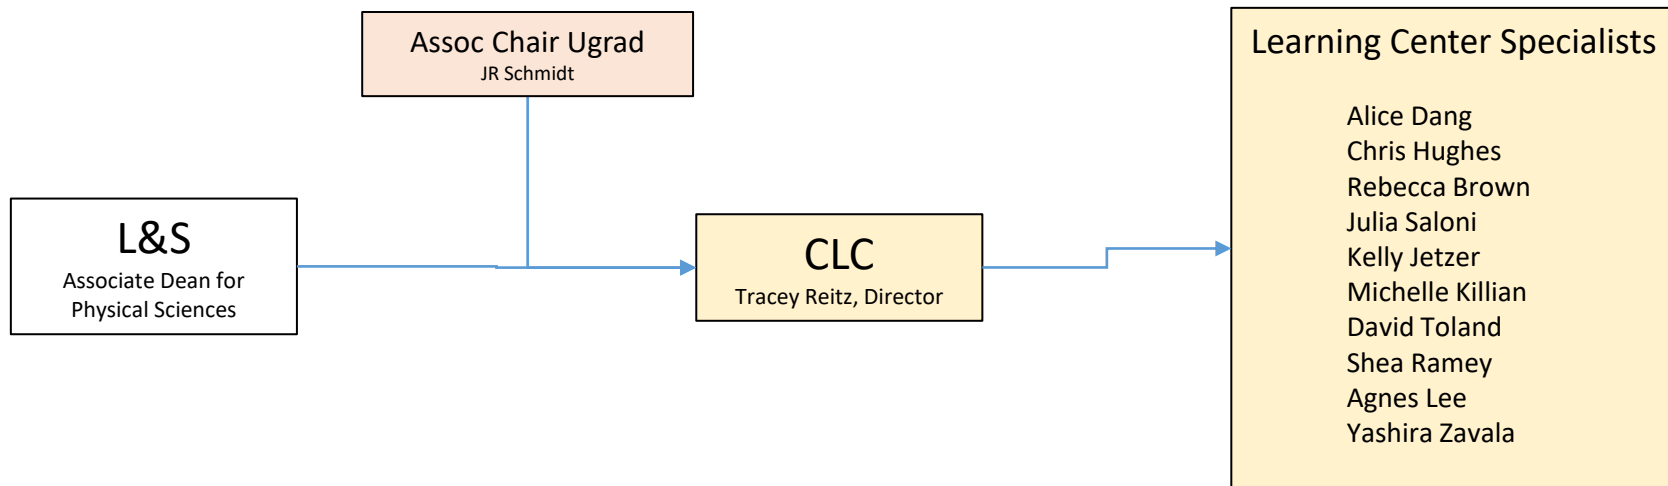 Assoc Chair Ugrad
JR Schmidt
L&S
Associate Dean for
Physical Sciences
CLC
Tracey Reitz, Director
Learning Center Specialists
Alice Dang
Chris Hughes
Rebecca Brown
Julia Saloni
Kelly Jetzer
Michelle Killian
David Toland
Shea Ramey
Agnes Lee
Yashira Zavala